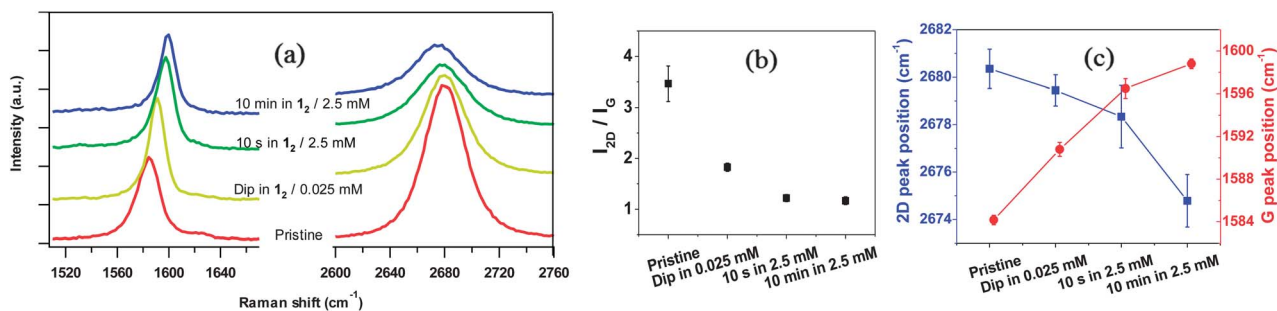 (a)
Intensity (a.u.)
10 min in 1₂ / 2.5 mM
10 s in 1₂ / 2.5 mM
Dip in 1₂ / 0.025 mM
Pristine
1520 1560 1600 1640 2600 2640 2680 2720 2760
Raman shift (cm⁻¹)
(b)
I₂D / I_G
4
3
2
1
Pristine
Dip in 0.025 mM
10 s in 2.5 mM
10 min in 2.5 mM
(c)
2D peak position (cm⁻¹)
2682
2680
2678
2676
2674
G peak position (cm⁻¹)
1600
1596
1592
1588
1584
Pristine
Dip in 0.025 mM
10 s in 2.5 mM
10 min in 2.5 mM